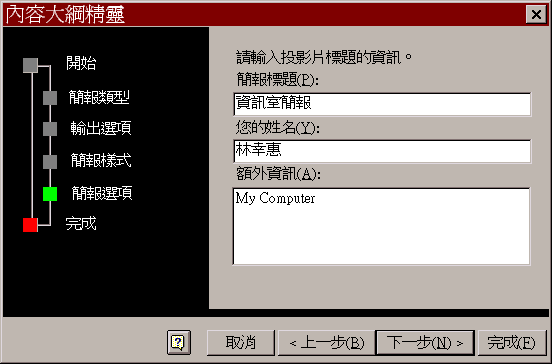 內容大綱精靈
開始
簡報類型
輸出選項
簡報樣式
簡報選項
完成
請輸入投影片標題的資訊。
簡報標題(P):
資訊室簡報
您的姓名(Y):
林幸惠
額外資訊(A):
My Computer
取消
< 上一步(B)
下一步(N) >
完成(F)